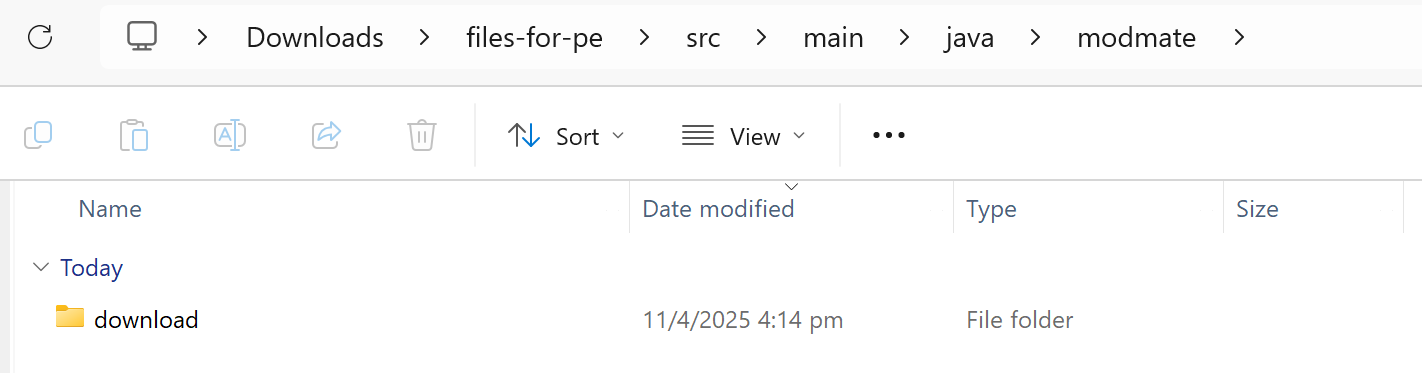 Downloads > files-for-pe > src > main > java > modmate >
Sort View •••
Name Date modified Type Size
Today
download 11/4/2025 4:14 pm File folder